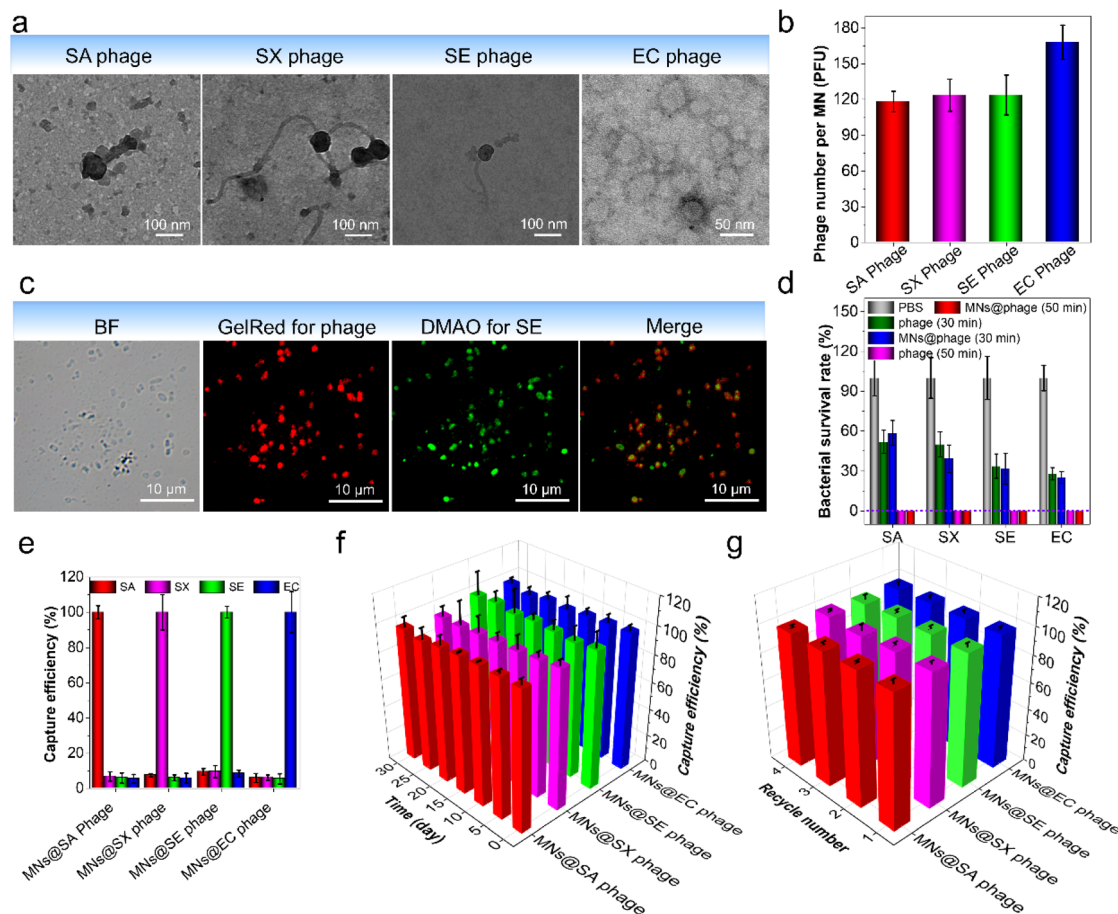 a
SA phage
SX phage
SE phage
EC phage
100 nm
100 nm
100 nm
50 nm
b
Phage number per MN (PFU)
180
150
120
90
60
30
0
SA Phage
SX Phage
SE Phage
EC Phage
c
BF
GelRed for phage
DMAO for SE
Merge
10 μm
10 μm
10 μm
10 μm
d
Bacterial survival rate (%)
150
120
90
60
30
0
PBS
MNs@phage (50 min)
phage (30 min)
MNs@phage (30 min)
phage (50 min)
SA
SX
SE
EC
e
Capture efficiency (%)
120
100
80
60
40
20
0
SA
SX
SE
EC
MNs@SA Phage
MNs@SX phage
MNs@SE phage
MNs@EC phage
f
Capture efficiency (%)
120
100
80
60
40
20
0
30
25
20
15
10
5
0
Time (day)
MNs@EC phage
MNs@SE phage
MNs@SX phage
MNs@SA phage
g
Capture efficiency (%)
120
100
80
60
40
20
0
4
3
2
1
Recycle number
MNs@EC phage
MNs@SE phage
MNs@SX phage
MNs@SA phage